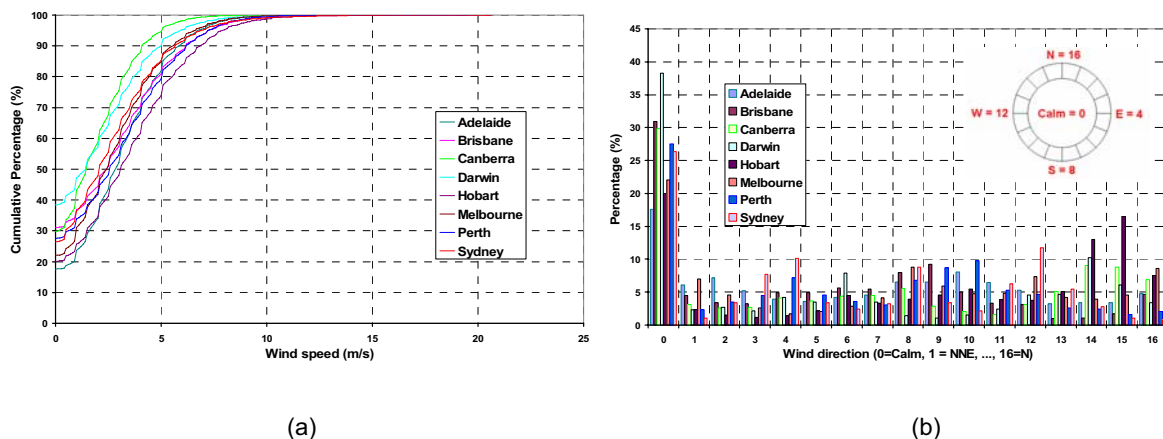 Cumulative Percentage (%)
100
90
80
70
60
50
40
30
20
10
0
0 5 10 15 20 25
Wind speed (m/s)
Adelaide
Brisbane
Canberra
Darwin
Hobart
Melbourne
Perth
Sydney
(a)
Percentage (%)
45
40
35
30
25
20
15
10
5
0
0 1 2 3 4 5 6 7 8 9 10 11 12 13 14 15 16
Wind direction (0=Calm, 1 = NNE, ..., 16=N)
Adelaide
Brisbane
Canberra
Darwin
Hobart
Melbourne
Perth
Sydney
N = 16
W = 12
Calm = 0
E = 4
S = 8
(b)